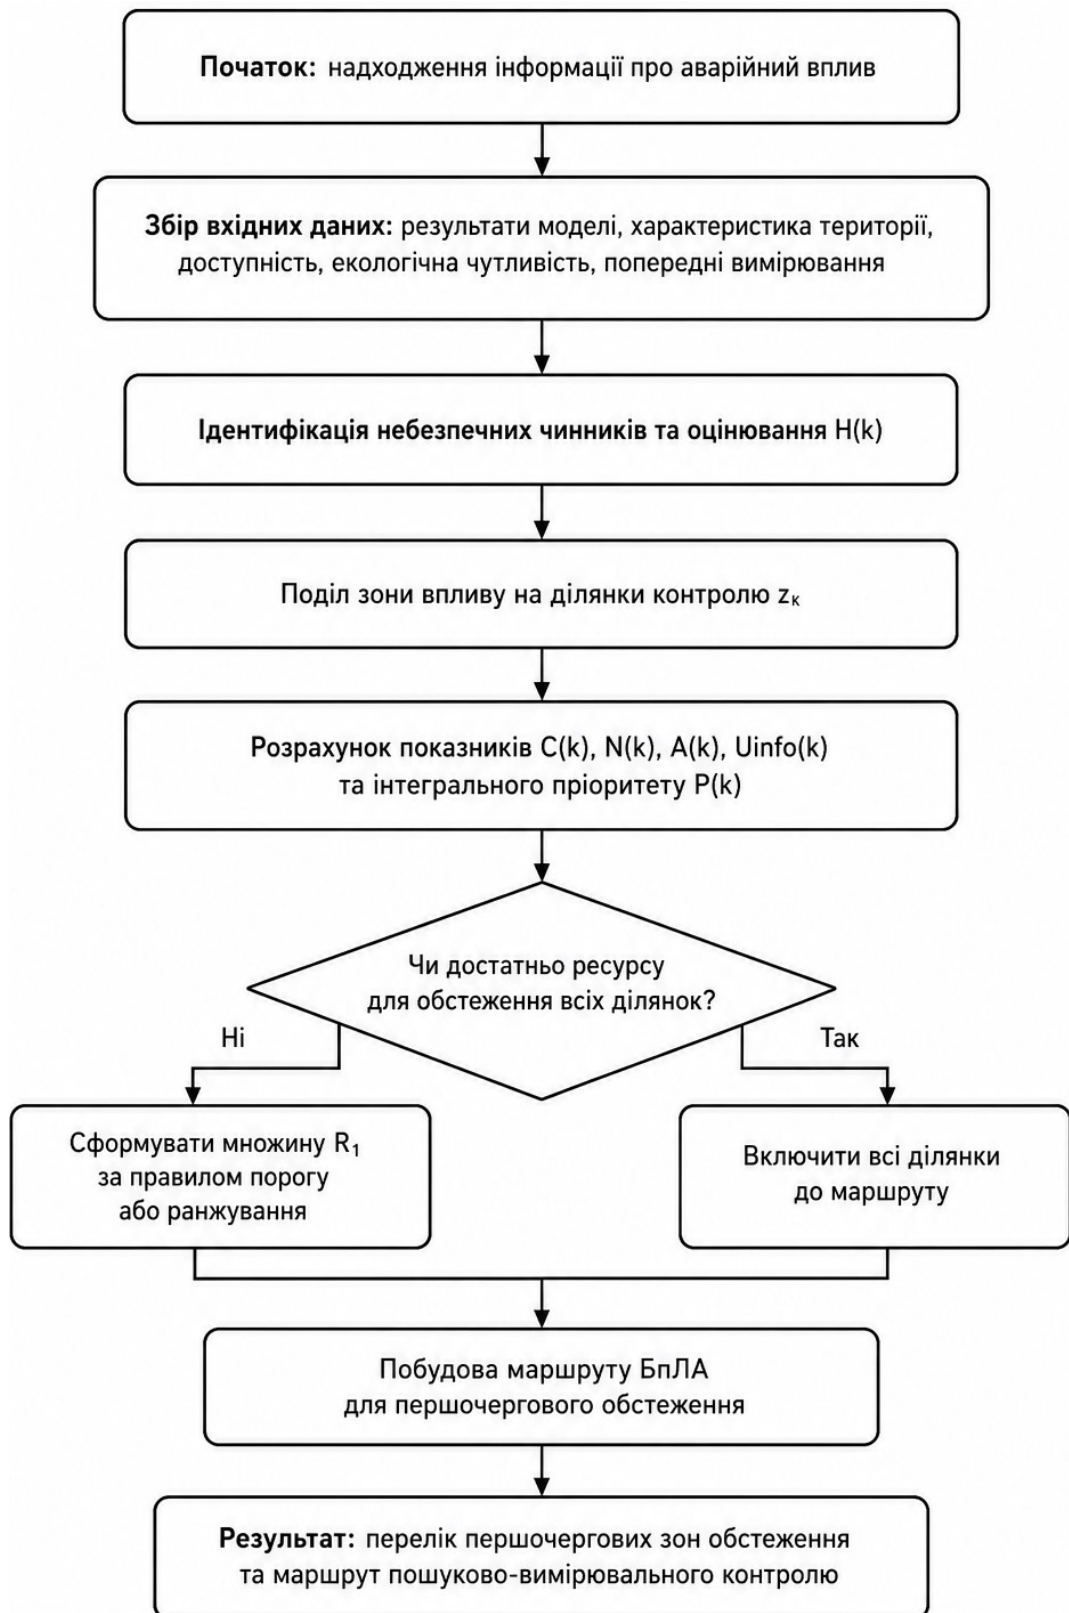 Початок: надходження інформації про аварійний вплив
Збір вхідних даних: результати моделі, характеристика території,
доступність, екологічна чутливість, попередні вимірювання
Ідентифікація небезпечних чинників та оцінювання H(k)
Поділ зони впливу на ділянки контролю zₖ
Розрахунок показників C(k), N(k), A(k), Uinfo(k)
та інтегрального пріоритету P(k)
Чи достатньо ресурсу
для обстеження всіх ділянок?
Ні
Так
Сформувати множину R₁
за правилом порогу
або ранжування
Включити всі ділянки
до маршруту
Побудова маршруту БпЛА
для першочергового обстеження
Результат: перелік першочергових зон обстеження
та маршрут пошуково-вимірювального контролю